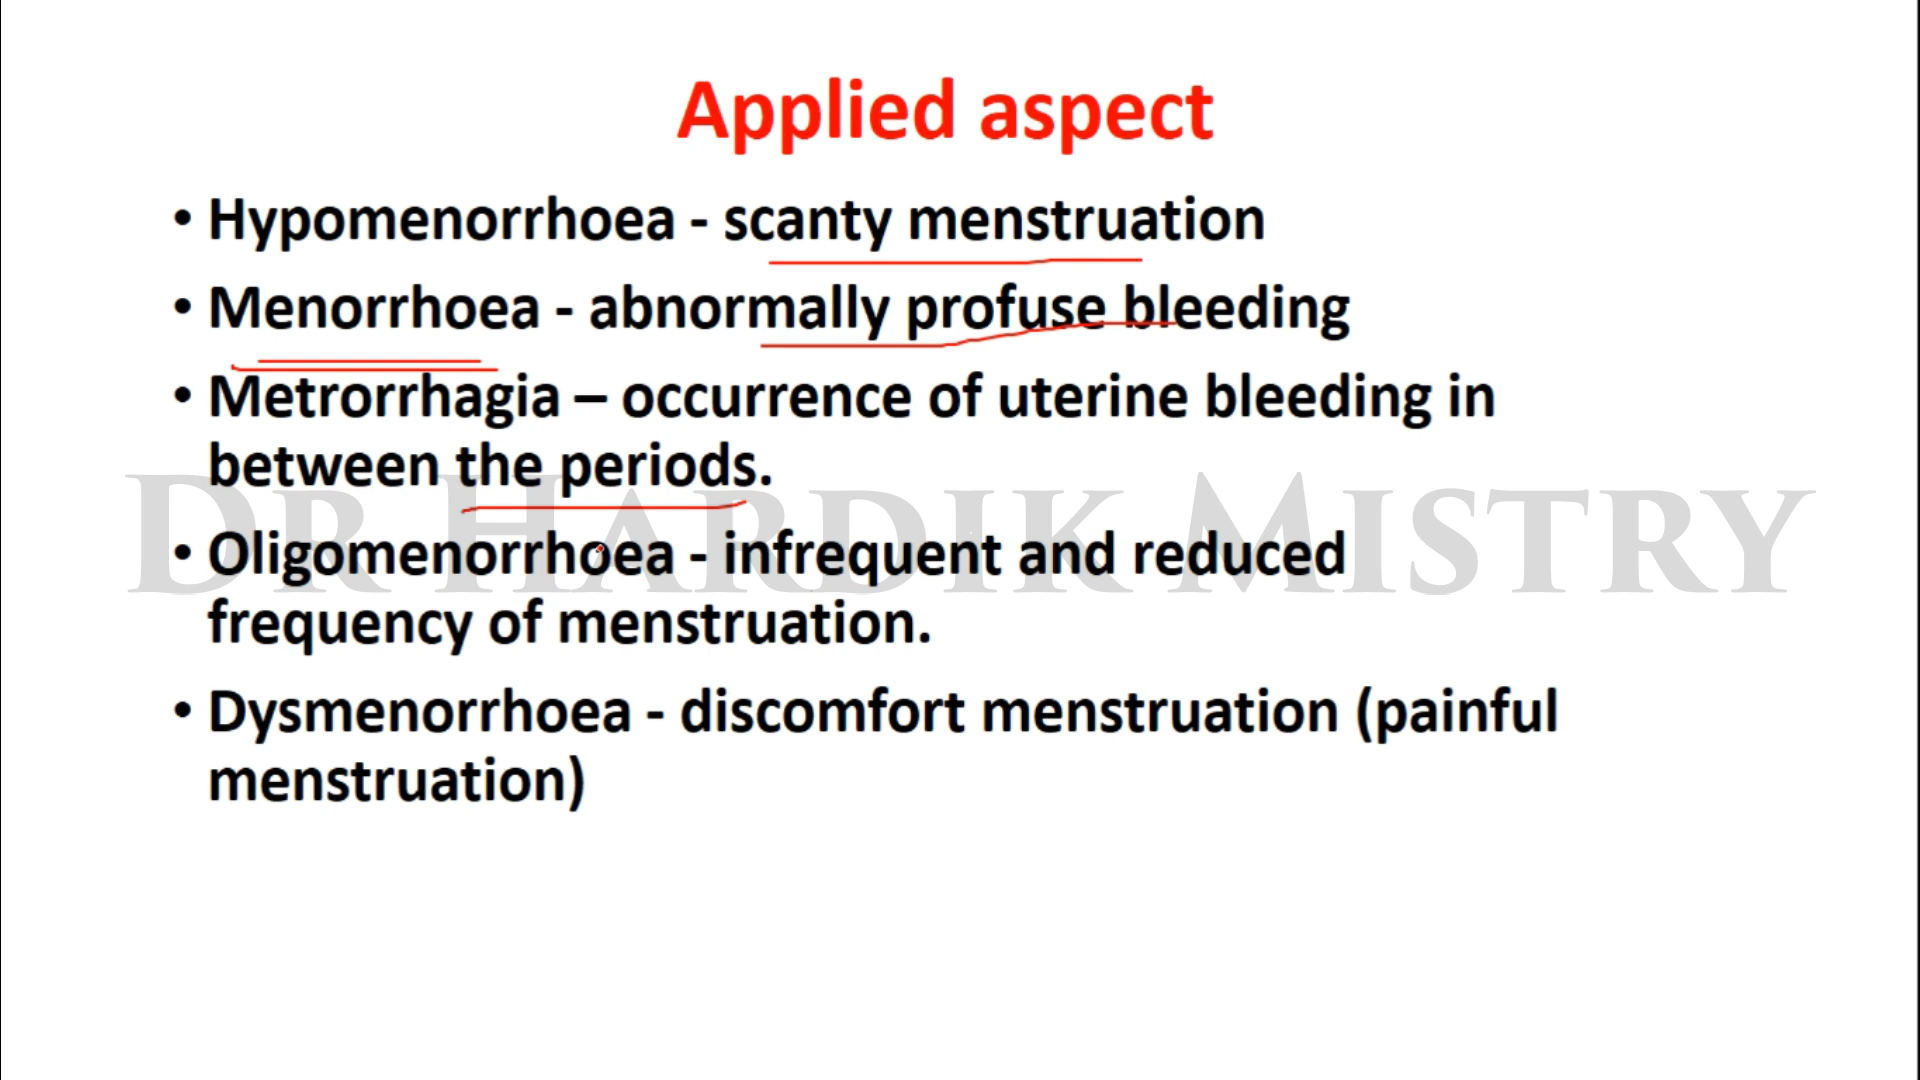 Applied aspect
• Hypomenorrhoea - scanty menstruation
• Menorrhoea - abnormally profuse bleeding
• Metrorrhagia – occurrence of uterine bleeding in
between the periods.
DR HARDIK MISTRY
• Oligomenorrhoea - infrequent and reduced
frequency of menstruation.
• Dysmenorrhoea - discomfort menstruation (painful
menstruation)